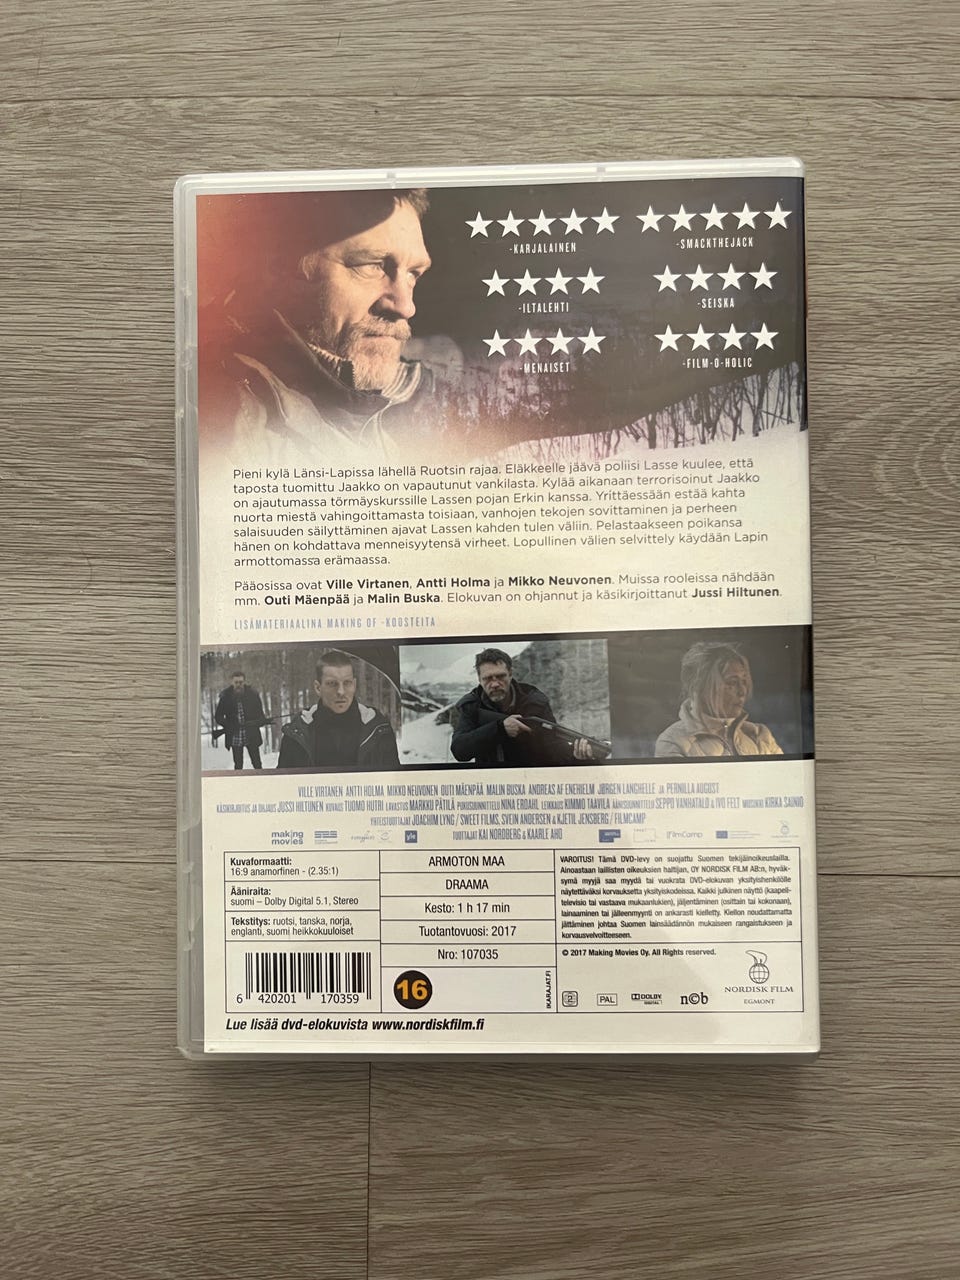 -KARJALAINEN
-SMACKTHEJACK
-ILTALEHTI
-SEISKA
-MENAISET
-FILM-O-HOLIC
Pieni kylä Länsi-Lapissa lähellä Ruotsin rajaa. Eläkkeelle jäävä poliisi Lasse kuulee, että
taposta tuomittu Jaakko on vapautunut vankilasta. Kylää aikanaan terrorisoinut Jaakko
on ajautumassa törmäyskurssille Lassen pojan Erkin kanssa. Yrittäessään estää kahta
nuorta miestä vahingoittamasta toisiaan, vanhojen tekojen sovittaminen ja perheen
salaisuuden säilyttäminen ajavat Lassen kahden tulen väliin. Pelastaakseen poikansa
hänen on kohdattava menneisyytensä virheet. Lopullinen välien selvittely käydään Lapin
armottomassa erämaassa.
Pääosissa ovat Ville Virtanen, Antti Holma ja Mikko Neuvonen. Muissa rooleissa nähdään
mm. Outi Mäenpää ja Malin Buska. Elokuvan on ohjannut ja käsikirjoittanut Jussi Hiltunen.
LISÄMATERIAALINA MAKING OF -KOOSTEITA
VILLE VIRTANEN ANTTI HOLMA MIKKO NEUVONEN OUTI MÄENPÄÄ MALIN BUSKA ANDREAS AF ENEHIELM JØRGEN LANGHELLE JA PERNILLA AUGUST
KÄSIKIRJOITUS JA OHJAUS JUSSI HILTUNEN KUVAUS TUOMO HUTRI LAVASTUS MARKKU PÄTILÄ PUKUSUUNNITTELU NINA ERDAHL LEIKKAUS KIMMO TAAVILA ÄÄNISUUNNITTELU SEPPO VANHATALO & IVO FELT MUSIIKKI KIRKA SAINIO
YHTEISTUOTTAJAT JOACHIM LYNG / SWEET FILMS, SVEIN ANDERSEN & KJETIL JENSBERG / FILMCAMP
TUOTTAJAT KAI NORDBERG & KAARLE AHO
making
movies
yle
FilmCamp
Kuvaformaatti:
16:9 anamorfinen - (2.35:1)
Ääniraita:
suomi – Dolby Digital 5.1, Stereo
Tekstitys: ruotsi, tanska, norja,
englanti, suomi heikkokuuloiset
6 420201 170359
ARMOTON MAA
DRAAMA
Kesto: 1 h 17 min
Tuotantovuosi: 2017
Nro: 107035
16
IKARAJAT.FI
VAROITUS! Tämä DVD-levy on suojattu Suomen tekijäinoikeuslailla.
Ainoastaan laillisten oikeuksien haltijan, OY NORDISK FILM AB:n, hyväk-
symä myyjä saa myydä tai vuokrata DVD-elokuvan yksityishenkilölle
näytettäväksi korvauksetta yksityiskodeissa. Kaikki julkinen näyttö (kaapeli-
televisio tai vastaava mukaanlukien), jäljentäminen (osittain tai kokonaan),
lainaaminen tai jälleenmyynti on ankarasti kielletty. Kiellon noudattamatta
jättäminen johtaa Suomen lainsäädännön mukaiseen rangaistukseen ja
korvausvelvoitteeseen.
© 2017 Making Movies Oy. All Rights reserved.
2
PAL
DOLBY
DIGITAL
n©b
NORDISK FILM
EGMONT
Lue lisää dvd-elokuvista www.nordiskfilm.fi